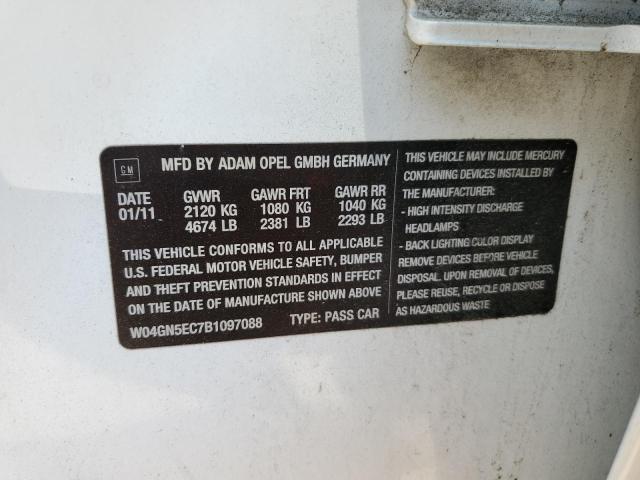 GM
MFD BY ADAM OPEL GMBH GERMANY
DATE GVWR GAWR FRT GAWR RR
01/11 2120 KG 1080 KG 1040 KG
4674 LB 2381 LB 2293 LB
THIS VEHICLE CONFORMS TO ALL APPLICABLE
U.S. FEDERAL MOTOR VEHICLE SAFETY, BUMPER
AND THEFT PREVENTION STANDARDS IN EFFECT
ON THE DATE OF MANUFACTURE SHOWN ABOVE
W04GN5EC7B1097088 TYPE: PASS CAR
THIS VEHICLE MAY INCLUDE MERCURY
CONTAINING DEVICES INSTALLED BY
THE MANUFACTURER:
- HIGH INTENSITY DISCHARGE
HEADLAMPS
- BACK LIGHTING COLOR DISPLAY
REMOVE DEVICES BEFORE VEHICLE
DISPOSAL. UPON REMOVAL OF DEVICES,
PLEASE REUSE, RECYCLE OR DISPOSE
AS HAZARDOUS WASTE